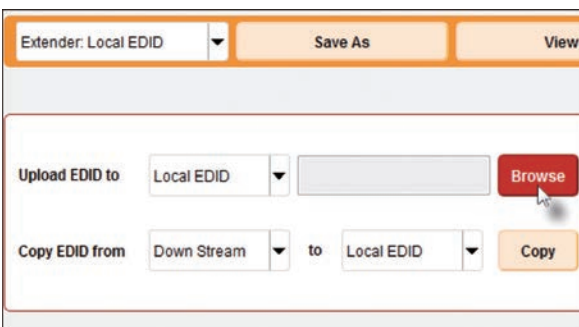 Extender: Local EDID Save As View
Upload EDID to Local EDID Browse
Copy EDID from Down Stream to Local EDID Copy